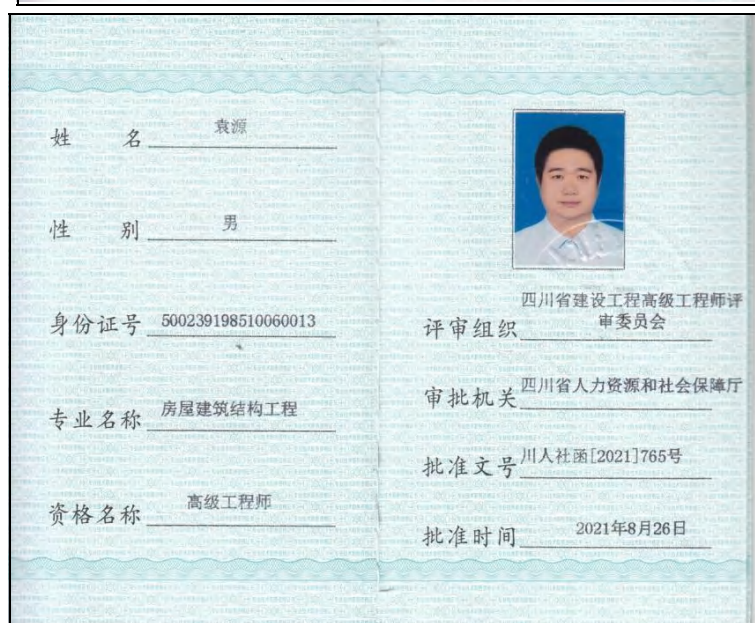 姓 名 袁源
性 别 男
身份证号 500239198510060013
专业名称 房屋建筑结构工程
资格名称 高级工程师
四川省建设工程高级工程师评
评审组织 审委员会
审批机关 四川省人力资源和社会保障厅
批准文号 川人社函[2021]765号
批准时间 2021年8月26日